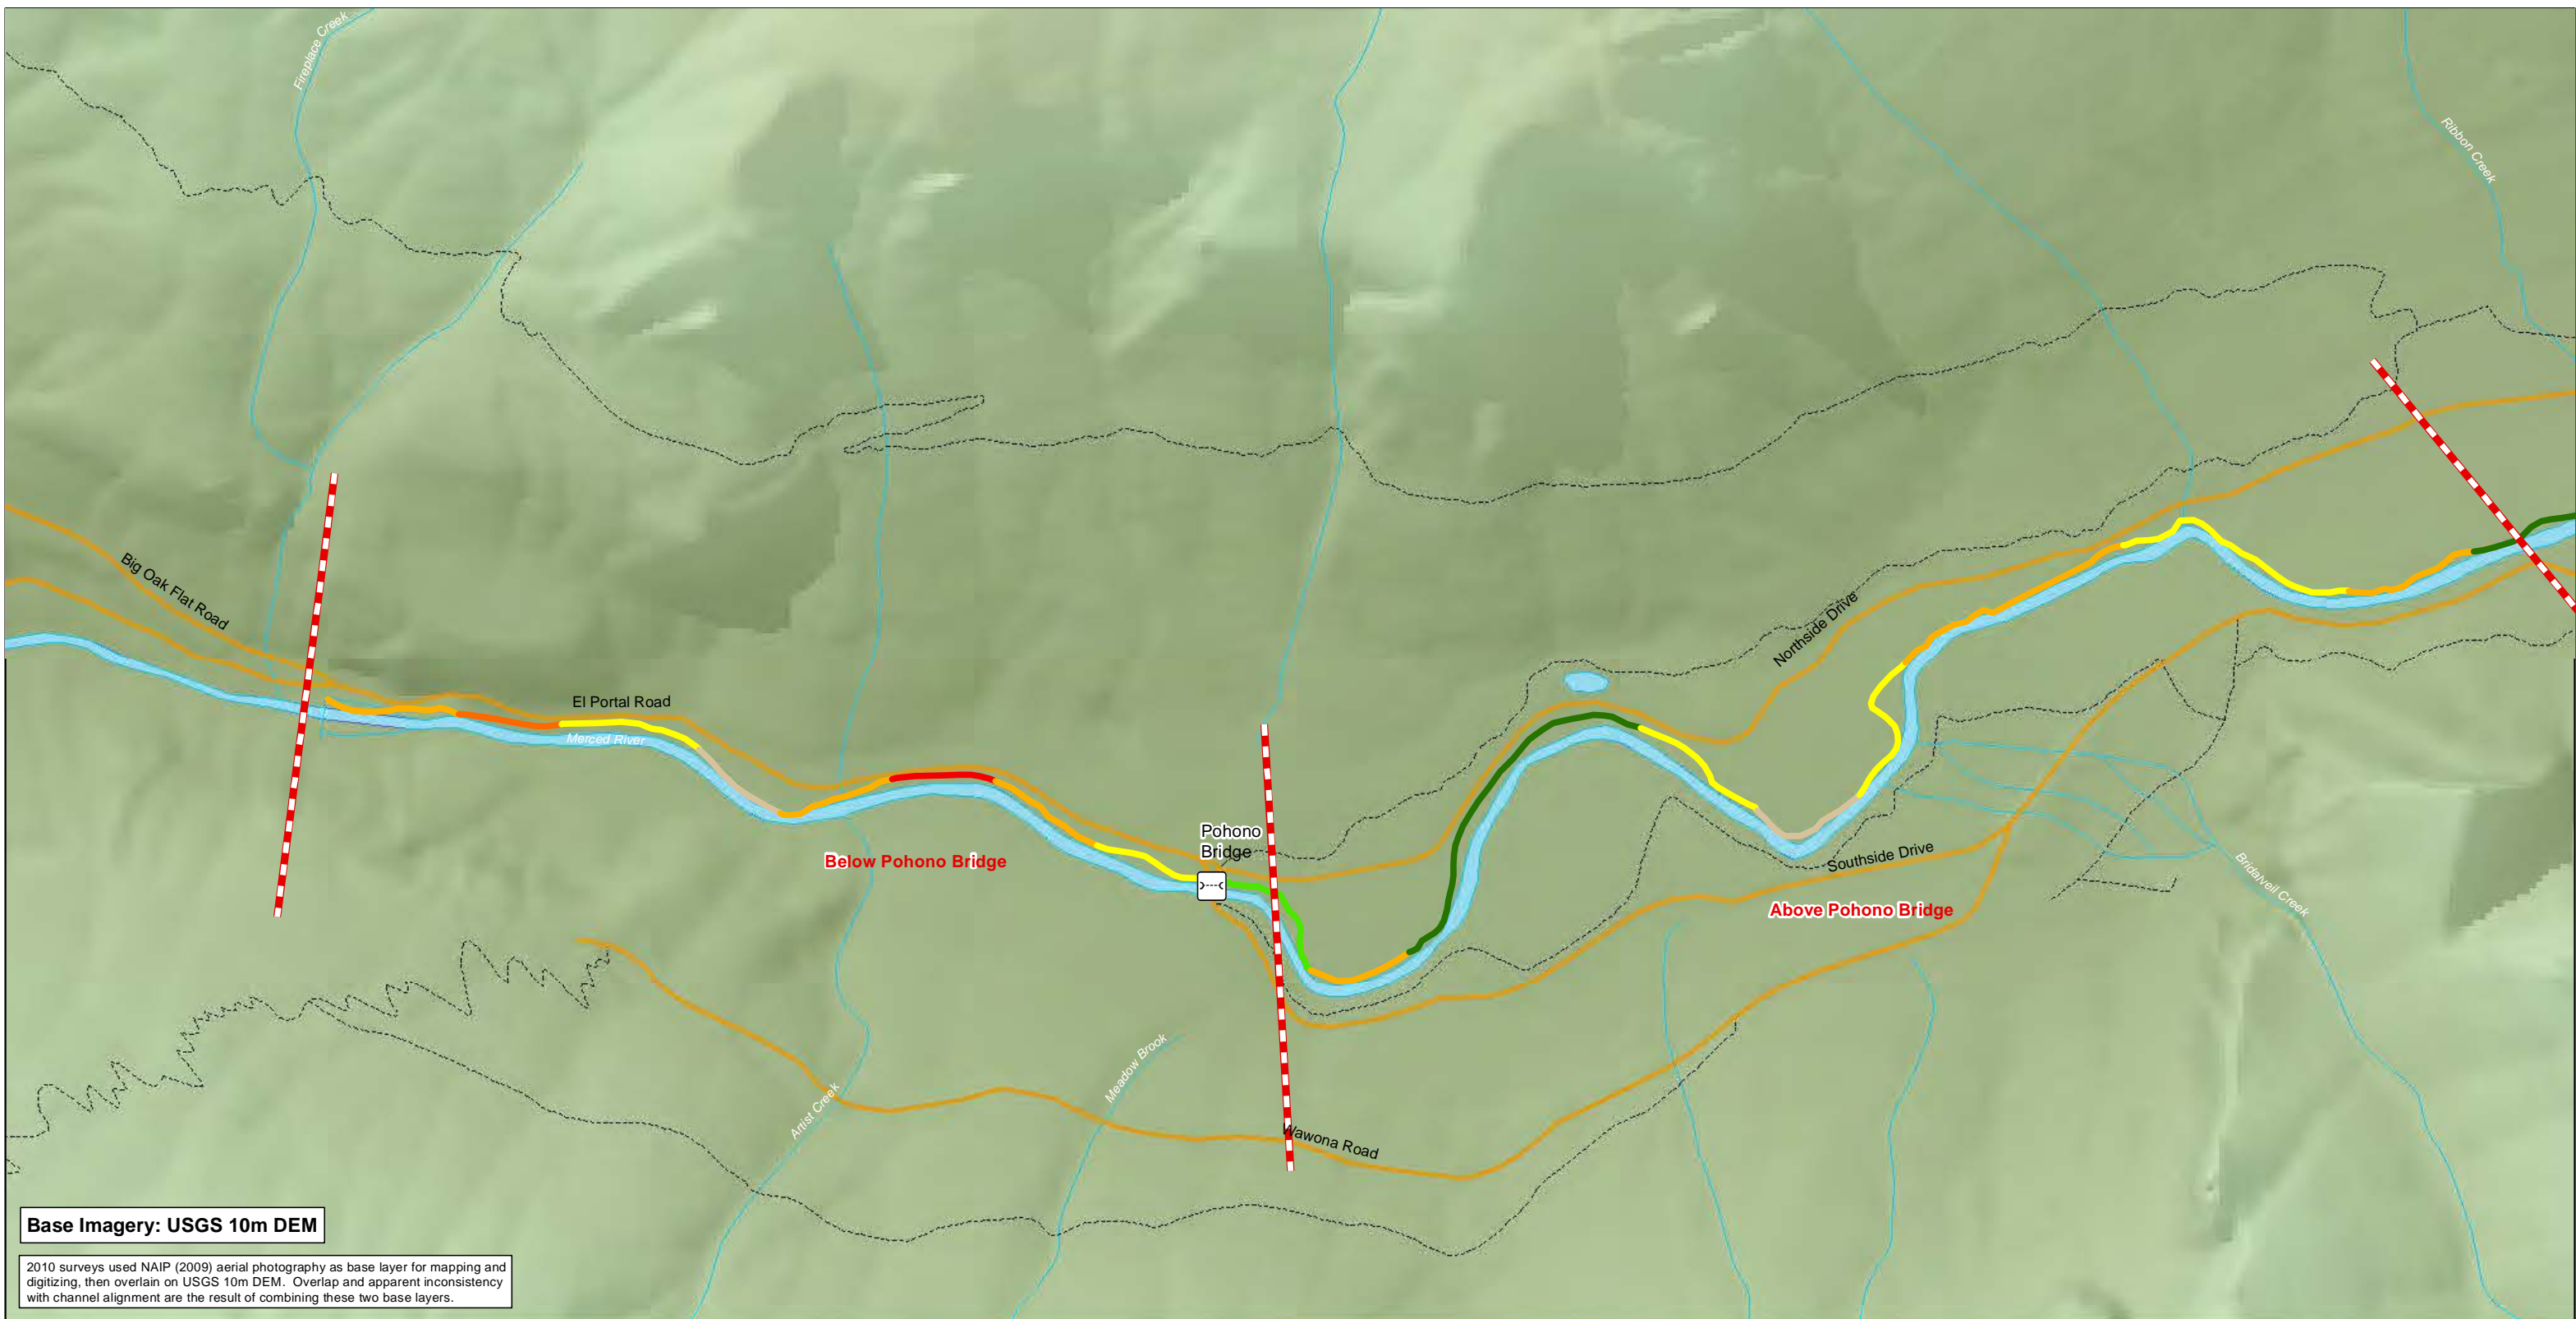 Fireplace Creek
Ribbon Creek
Big Oak Flat Road
El Portal Road
Merced River
Northside Drive
Pohono
Bridge
Below Pohono Bridge
Southside Drive
Above Pohono Bridge
Bridalveil Creek
Meadow Brook
Artist Creek
Wawona Road
Base Imagery: USGS 10m DEM
2010 surveys used NAIP (2009) aerial photography as base layer for mapping and
digitizing, then overlain on USGS 10m DEM. Overlap and apparent inconsistency
with channel alignment are the result of combining these two base layers.